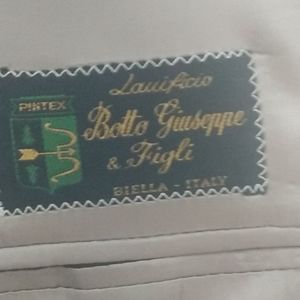 Lanificio
PINTEX
Botto Giuseppe
& Figli
BIELLA - ITALY